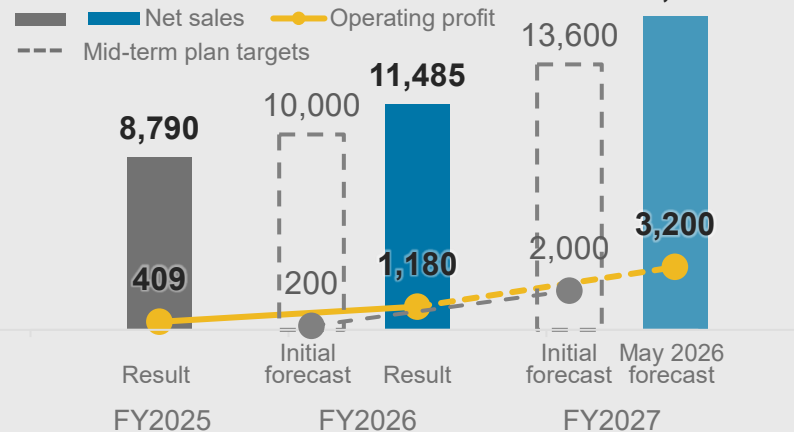 Net sales
Operating profit
Mid-term plan targets
8,790
10,000
11,485
13,600
409
200
1,180
2,000
3,200
Result
Initial
forecast
Result
Initial
forecast
May 2026
forecast
FY2025
FY2026
FY2027